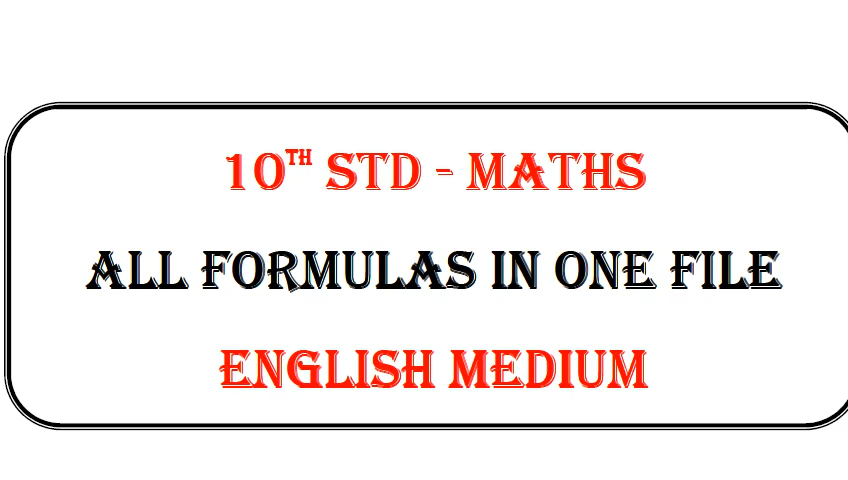 10TH STD - MATHS
ALL FORMULAS IN ONE FILE
ENGLISH MEDIUM